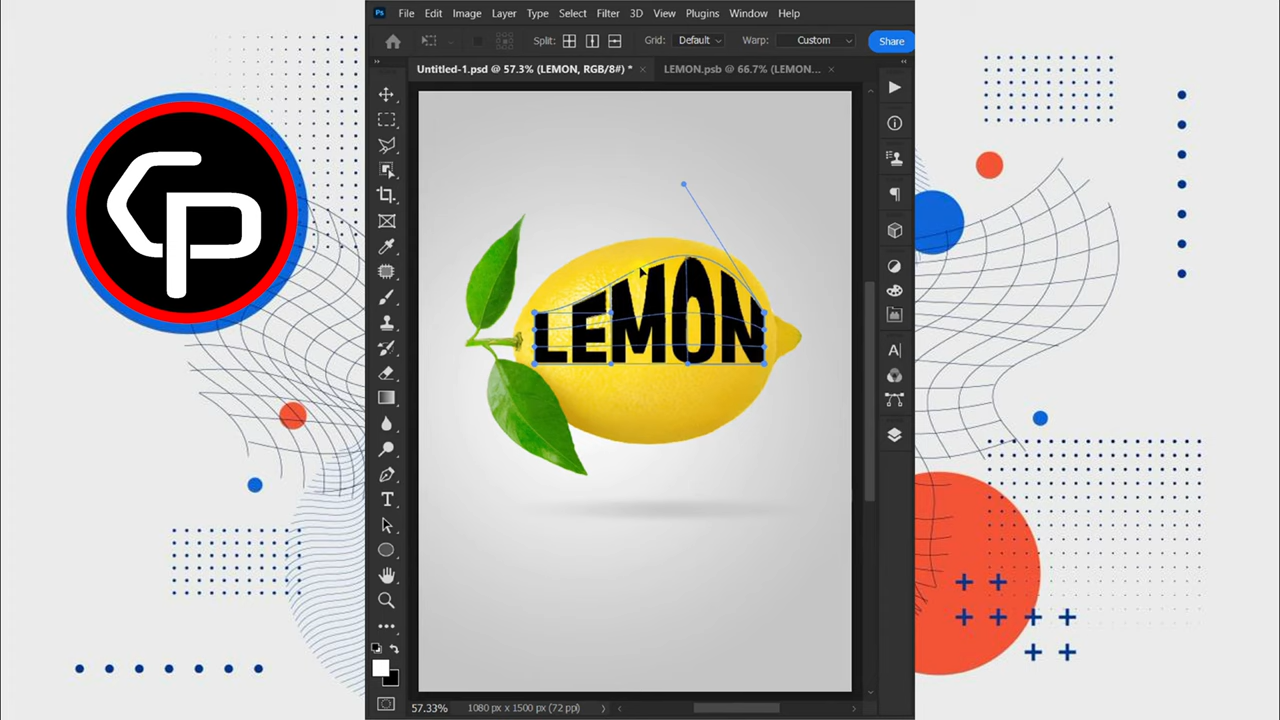 CP
Ps File Edit Image Layer Type Select Filter 3D View Plugins Window Help
Split: Grid: Default Warp: Custom Share
Untitled-1.psd @ 57.3% (LEMON, RGB/8#) * × LEMON.psb @ 66.7% (LEMON... ×
LEMON
57.33% 1080 px x 1500 px (72 ppi)